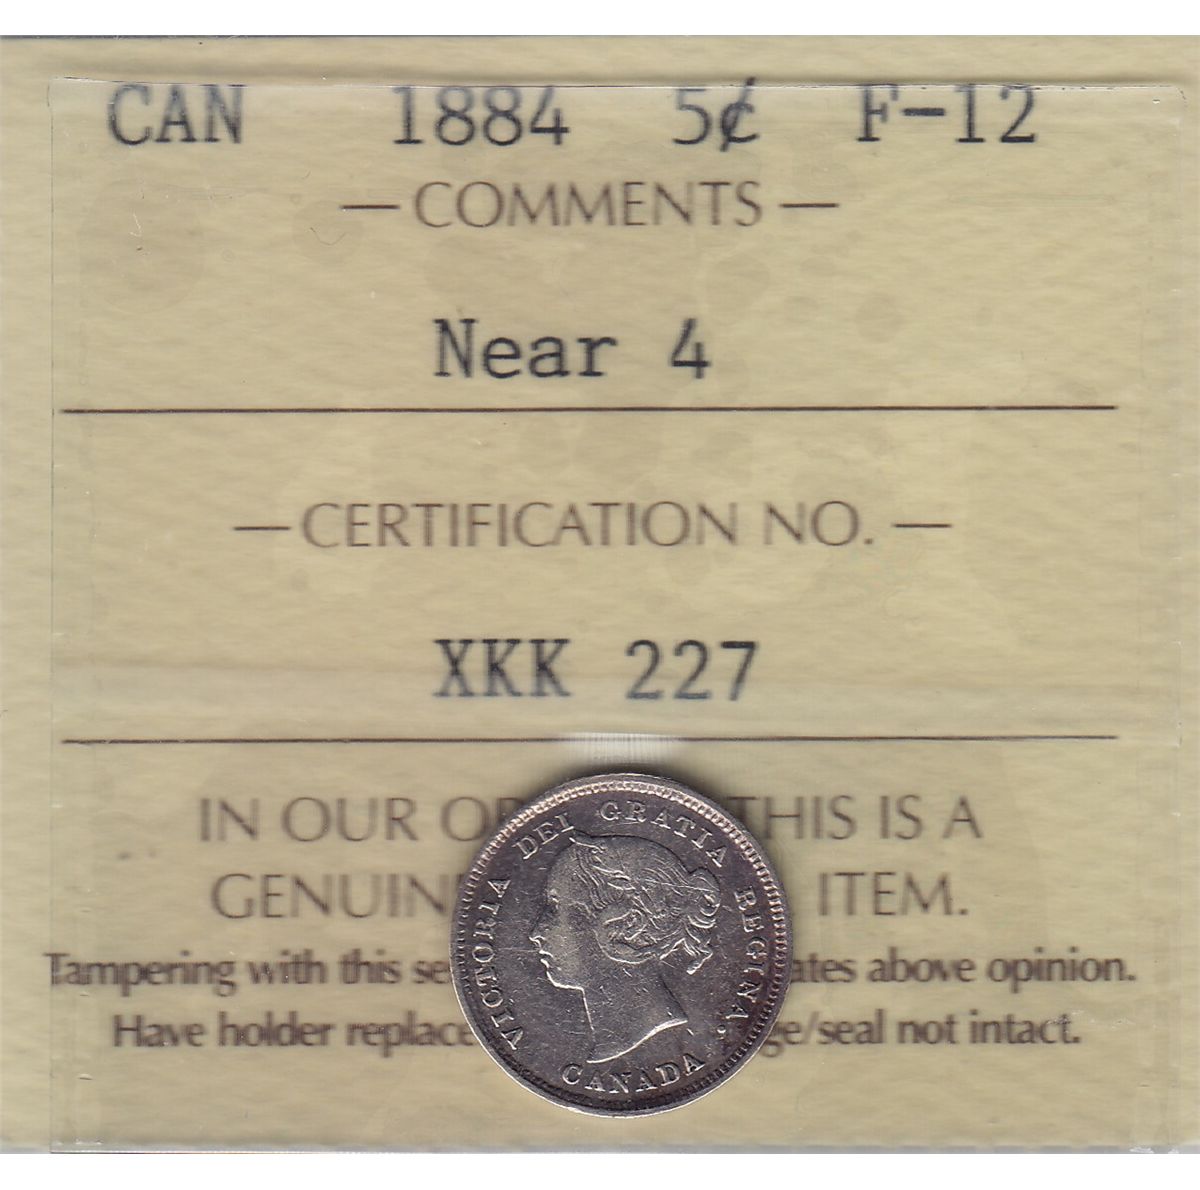 CAN 1884 5¢ F-12
— COMMENTS —
Near 4
— CERTIFICATION NO. —
XKK 227
IN OUR OP THIS IS A
GENUIN ITEM.
Tampering with this se ates above opinion.
Have holder replace ge/seal not intact.
VICTORIA DEI GRATIA REGINA.
CANADA